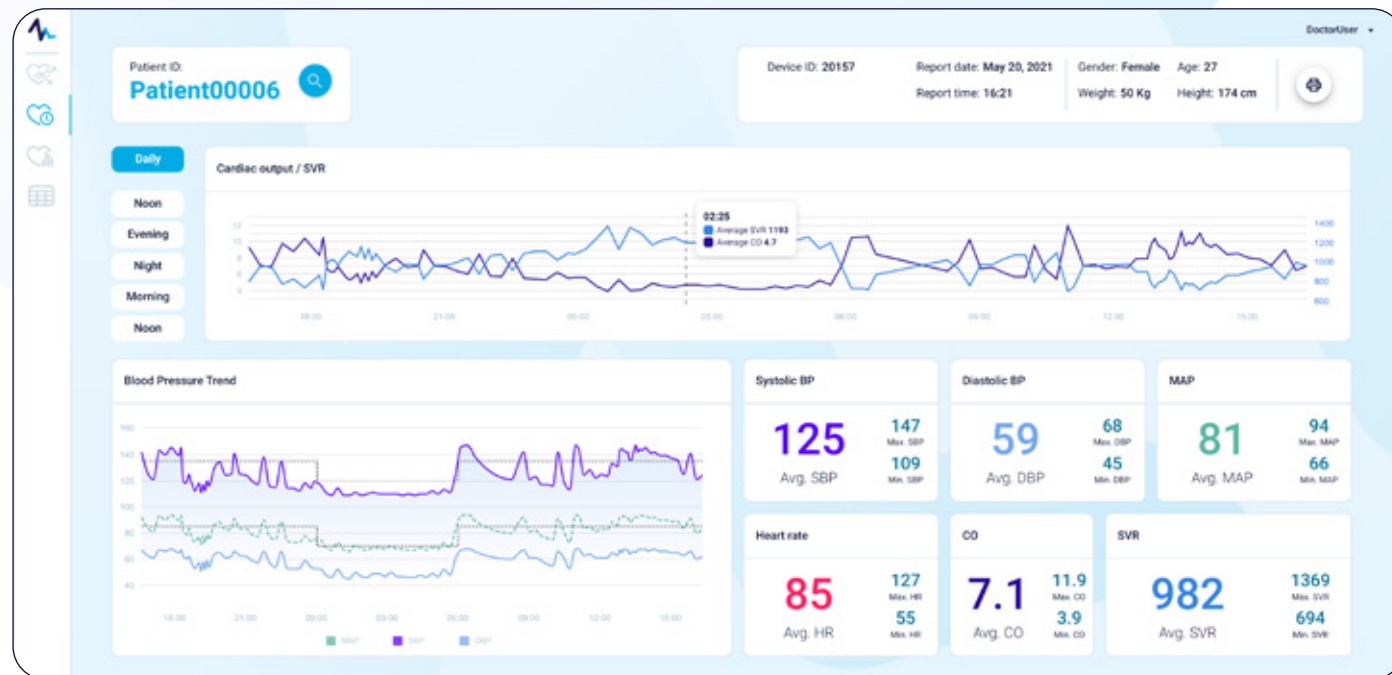 DoctorUser
Patient ID:
Patient00006
Device ID: 20157
Report date: May 20, 2021
Report time: 16:21
Gender: Female
Weight: 50 Kg
Age: 27
Height: 174 cm
Daily
Noon
Evening
Night
Morning
Noon
Cardiac output / SVR
12
10
8
6
4
02:25
Average SVR 1193
Average CO 4.7
1400
1200
1000
800
600
18:00
21:00
00:00
03:00
06:00
09:00
12:00
15:00
Blood Pressure Trend
160
140
120
100
80
60
40
18:00
21:00
00:00
03:00
06:00
09:00
12:00
15:00
MAP
SBP
DBP
Systolic BP
125
Avg. SBP
147
Max. SBP
109
Min. SBP
Diastolic BP
59
Avg. DBP
68
Max. DBP
45
Min. DBP
MAP
81
Avg. MAP
94
Max. MAP
66
Min. MAP
Heart rate
85
Avg. HR
127
Max. HR
55
Min. HR
CO
7.1
Avg. CO
11.9
Max. CO
3.9
Min. CO
SVR
982
Avg. SVR
1369
Max. SVR
694
Min. SVR